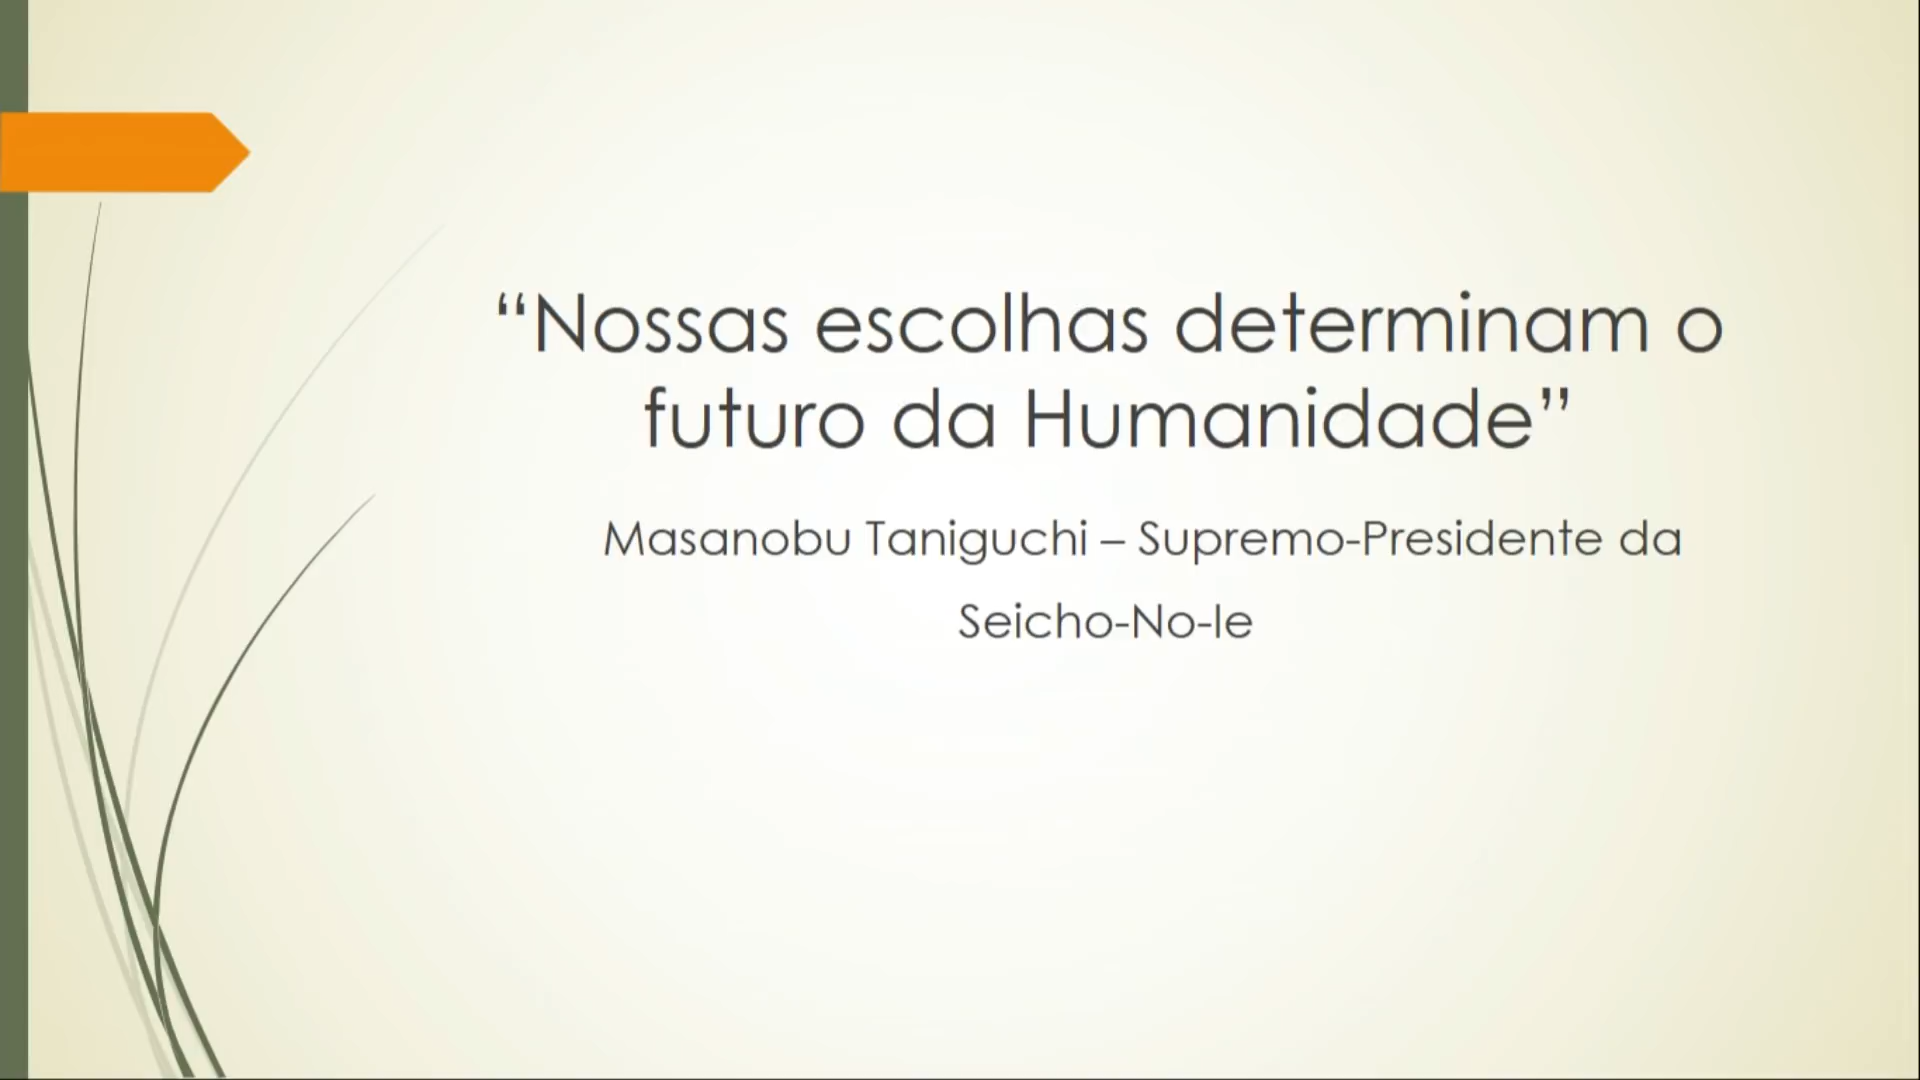 “Nossas escolhas determinam o
futuro da Humanidade”
Masanobu Taniguchi – Supremo-Presidente da
Seicho-No-Ie